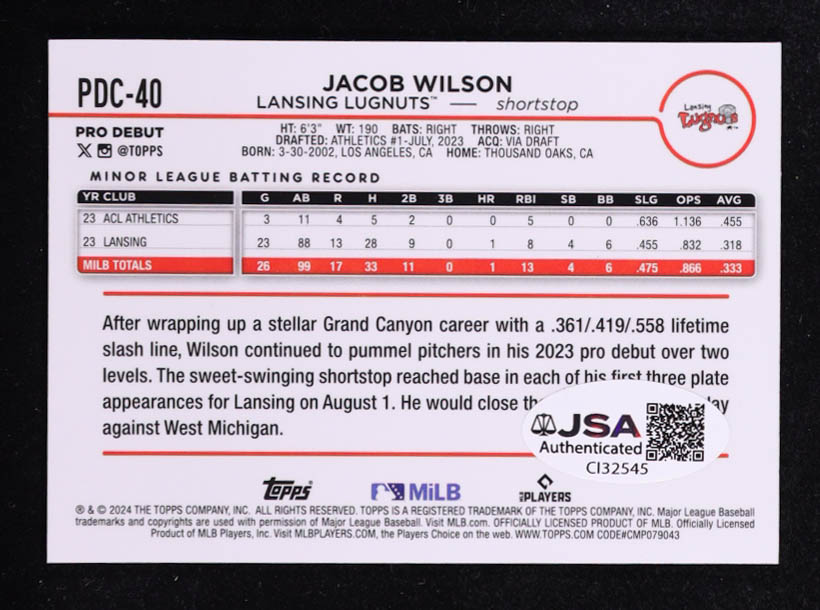 PDC-40
JACOB WILSON
LANSING LUGNUTS™ — shortstop
Lansing
Lugnuts
PRO DEBUT
X @TOPPS
HT: 6'3" WT: 190 BATS: RIGHT THROWS: RIGHT
DRAFTED: ATHLETICS #1-JULY, 2023 ACQ: VIA DRAFT
BORN: 3-30-2002, LOS ANGELES, CA HOME: THOUSAND OAKS, CA
MINOR LEAGUE BATTING RECORD
YR CLUB G AB R H 2B 3B HR RBI SB BB SLG OPS AVG
23 ACL ATHLETICS 3 11 4 5 2 0 0 5 0 0 .636 1.136 .455
23 LANSING 23 88 13 28 9 0 1 8 4 6 .455 .832 .318
MILB TOTALS 26 99 17 33 11 0 1 13 4 6 .475 .866 .333
After wrapping up a stellar Grand Canyon career with a .361/.419/.558 lifetime
slash line, Wilson continued to pummel pitchers in his 2023 pro debut over two
levels. The sweet-swinging shortstop reached base in each of his first three plate
appearances for Lansing on August 1. He would close
against West Michigan.
JSA
Authenticated
CI32545
Topps
MiLB
PLAYERS
® & © 2024 THE TOPPS COMPANY, INC. ALL RIGHTS RESERVED. TOPPS IS A REGISTERED TRADEMARK OF THE TOPPS COMPANY, INC. Major League Baseball
trademarks and copyrights are used with permission of Major League Baseball. Visit MLB.com. OFFICIALLY LICENSED PRODUCT OF MLB. Officially Licensed
Product of MLB Players, Inc. Visit MLBPLAYERS.COM, the Players Choice on the web. WWW.TOPPS.COM CODE#CMP079043